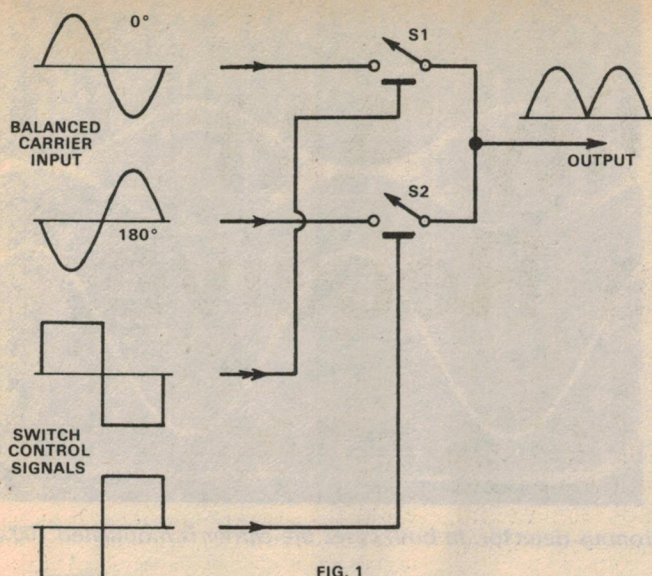 0°
S1
BALANCED
CARRIER
INPUT
OUTPUT
S2
180°
SWITCH
CONTROL
SIGNALS
FIG. 1